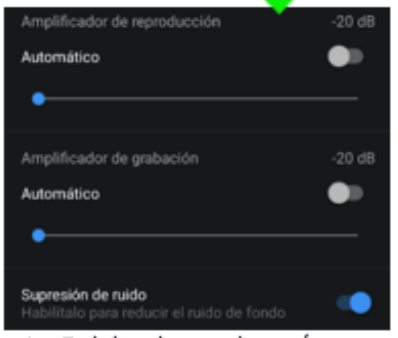 Amplificador de reproducción -20 dB
Automático
Amplificador de grabación -20 dB
Automático
Supresión de ruido
Habilítalo para reducir el ruido de fondo